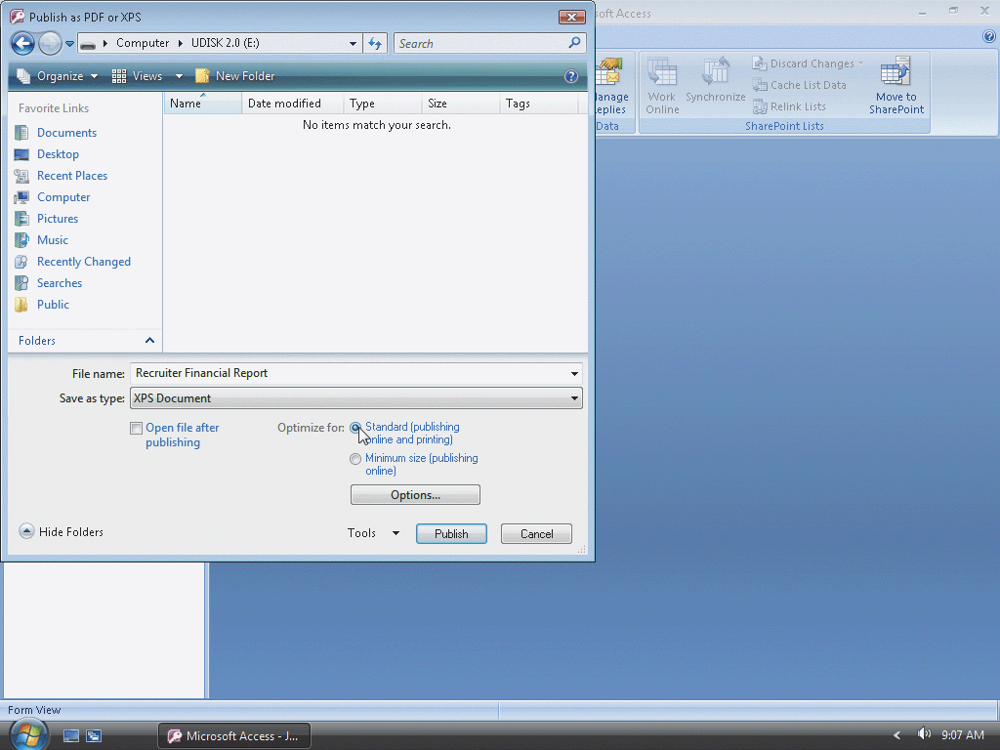 Publish as PDF or XPS
soft Access
Computer
UDISK 2.0 (E:)
Search
Organize
Views
New Folder
Favorite Links
Documents
Desktop
Recent Places
Computer
Pictures
Music
Recently Changed
Searches
Public
Folders
Name
Date modified
Type
Size
Tags
No items match your search.
File name:
Recruiter Financial Report
Save as type:
XPS Document
Open file after
publishing
Optimize for:
Standard (publishing
online and printing)
Minimum size (publishing
online)
Options...
Hide Folders
Tools
Publish
Cancel
anage
eplies
Data
Work
Online
Synchronize
Discard Changes
Cache List Data
Relink Lists
Move to
SharePoint
SharePoint Lists
Form View
Microsoft Access - J...
9:07 AM